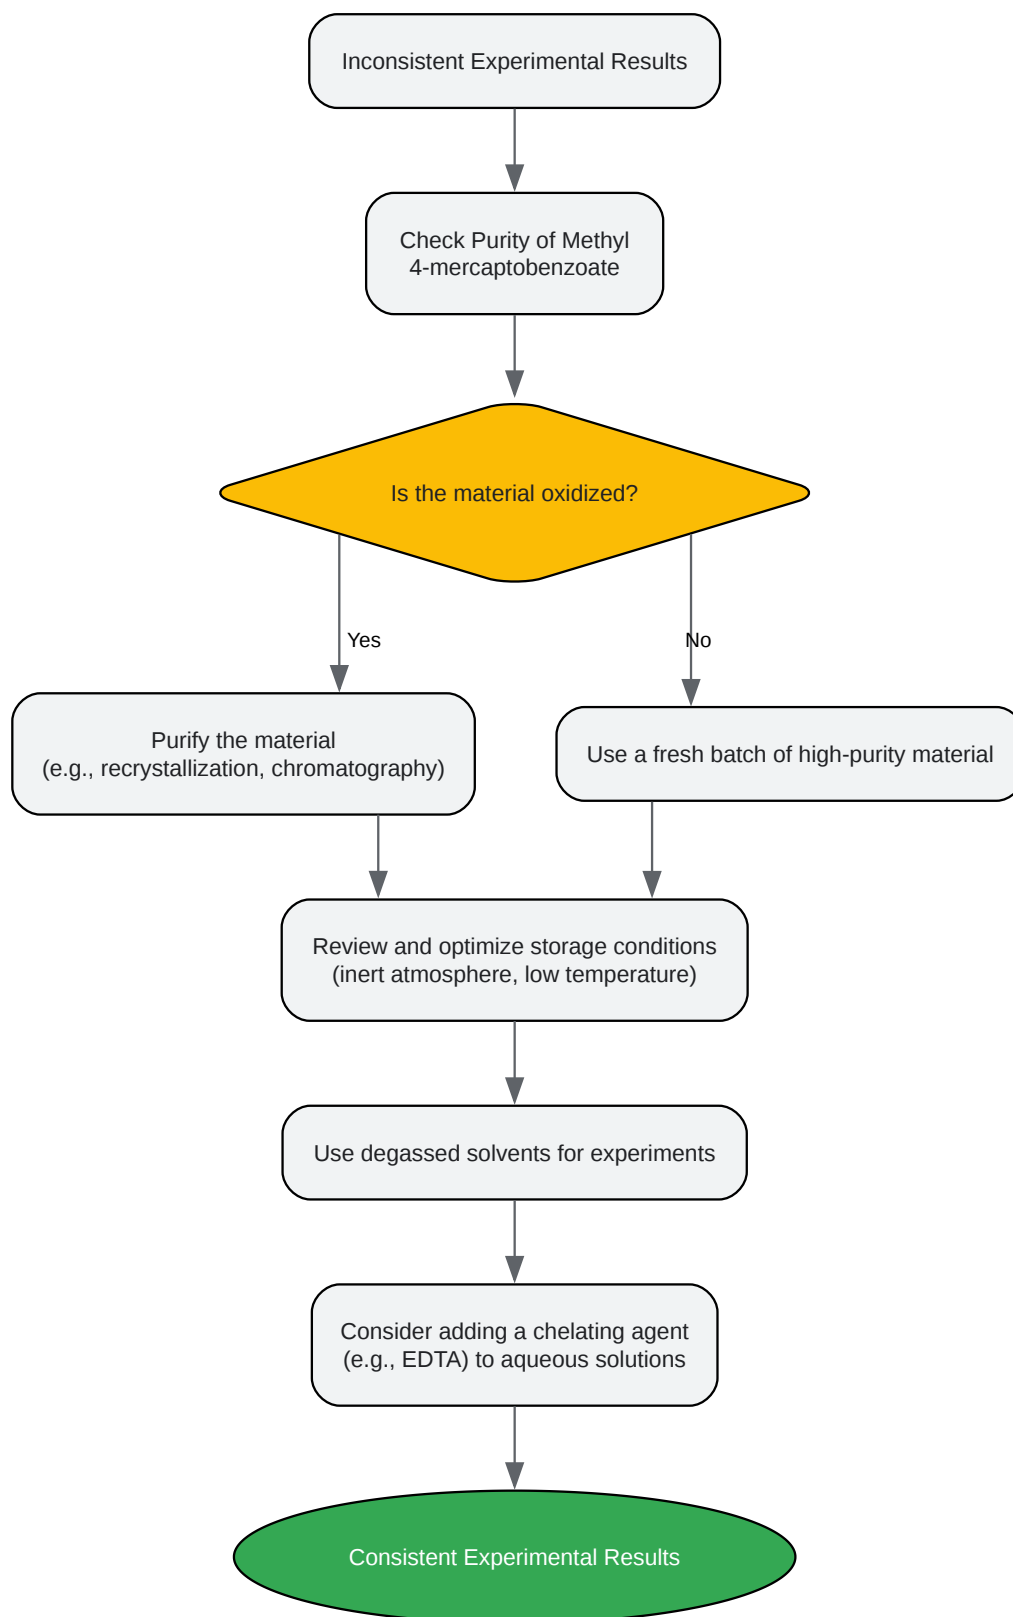 Inconsistent Experimental Results
Check Purity of Methyl
4-mercaptobenzoate
Is the material oxidized?
Yes
No
Purify the material
(e.g., recrystallization, chromatography)
Use a fresh batch of high-purity material
Review and optimize storage conditions
(inert atmosphere, low temperature)
Use degassed solvents for experiments
Consider adding a chelating agent
(e.g., EDTA) to aqueous solutions
Consistent Experimental Results